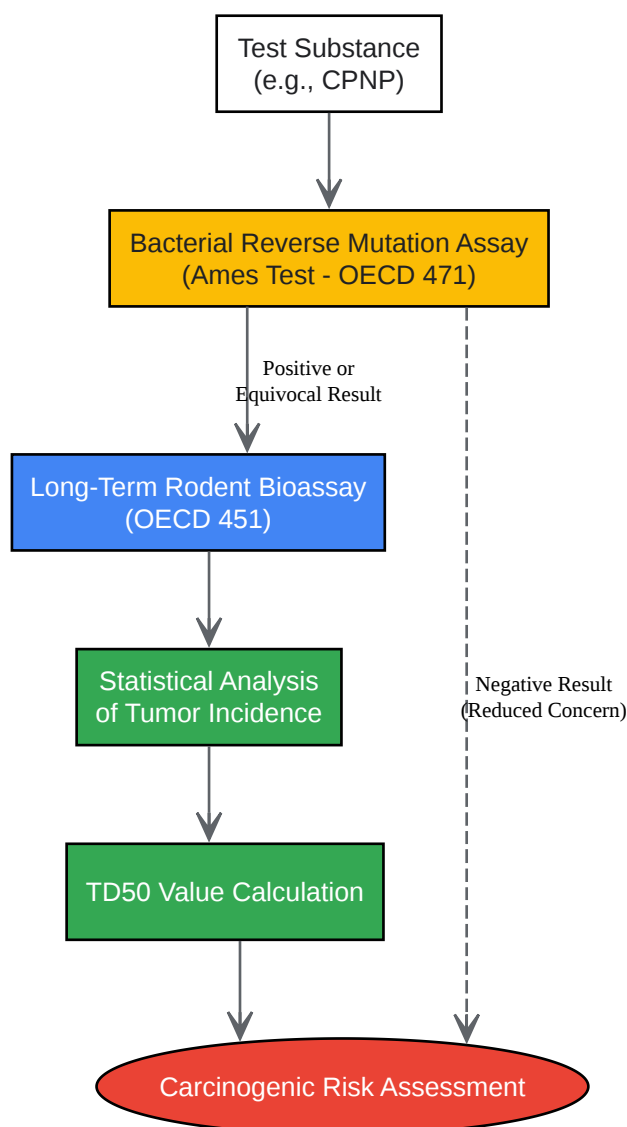 Test Substance
(e.g., CPNP)
Bacterial Reverse Mutation Assay
(Ames Test - OECD 471)
Positive or
Equivocal Result
Long-Term Rodent Bioassay
(OECD 451)
Statistical Analysis
of Tumor Incidence
Negative Result
(Reduced Concern)
TD50 Value Calculation
Carcinogenic Risk Assessment